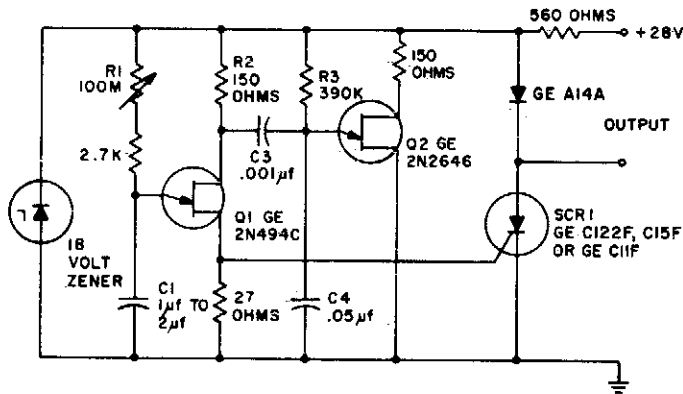 560 OHMS
+28V
R1
100M
R2
150
OHMS
R3
390K
150
OHMS
GE A14A
2.7K
C3
.001µf
Q2 GE
2N2646
OUTPUT
Q1 GE
2N494C
SCR1
GE C122F, C15F
OR GE C11F
18
VOLT
ZENER
C1
1µf TO
2µf
27
OHMS
C4
.05µf